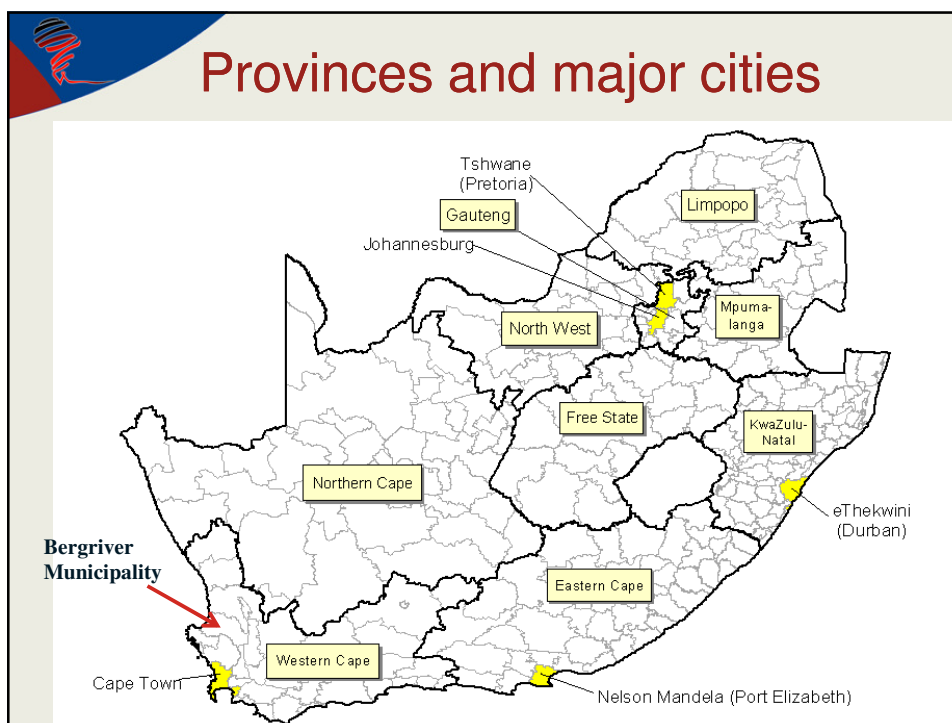 Provinces and major cities
Tshwane
(Pretoria)
Limpopo
Gauteng
Johannesburg
Mpuma-
langa
North West
Free State
KwaZulu-
Natal
Northern Cape
eThekwini
(Durban)
Bergriver
Municipality
Eastern Cape
Western Cape
Cape Town
Nelson Mandela (Port Elizabeth)